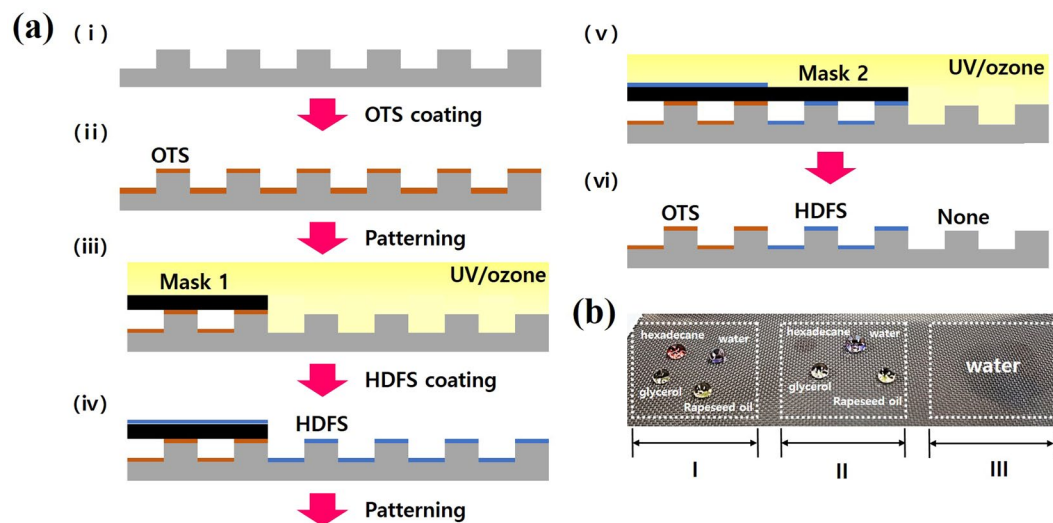 (a)
(i)
OTS coating
(ii)
OTS
Patterning
(iii)
Mask 1
UV/ozone
HDFS coating
(iv)
HDFS
Patterning
(v)
Mask 2
UV/ozone
(vi)
OTS
HDFS
None
(b)
hexadecane
water
glycerol
Rapeseed oil
hexadecane
water
glycerol
Rapeseed oil
water
I
II
III